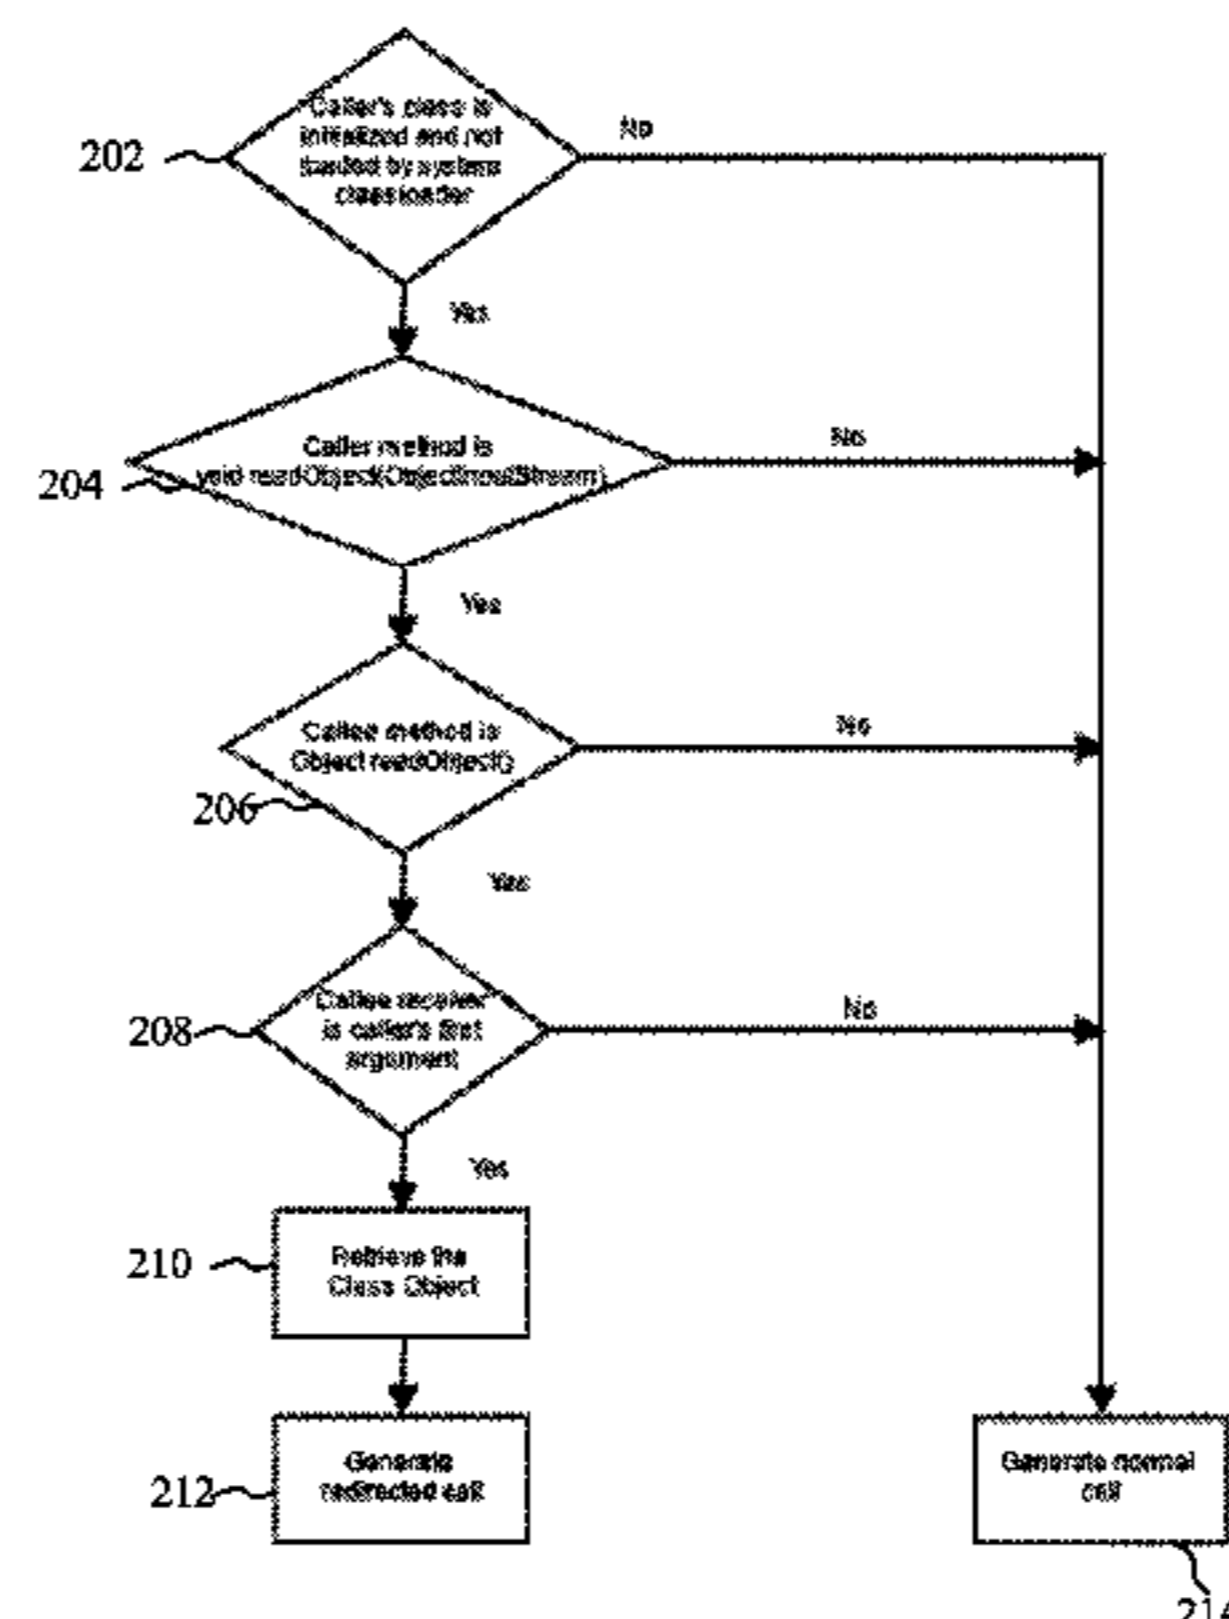 Caller's class is
initialized and not
loaded by system
classloader
No
202
Yes
Caller method is
void readObject(ObjectInputStream)
No
204
Yes
Callee method is
Object readObject()
No
206
Yes
Callee receiver
is caller's first
argument
No
208
Yes
Retrieve the
Class Object
210
Generate
redirected call
212
Generate normal
call